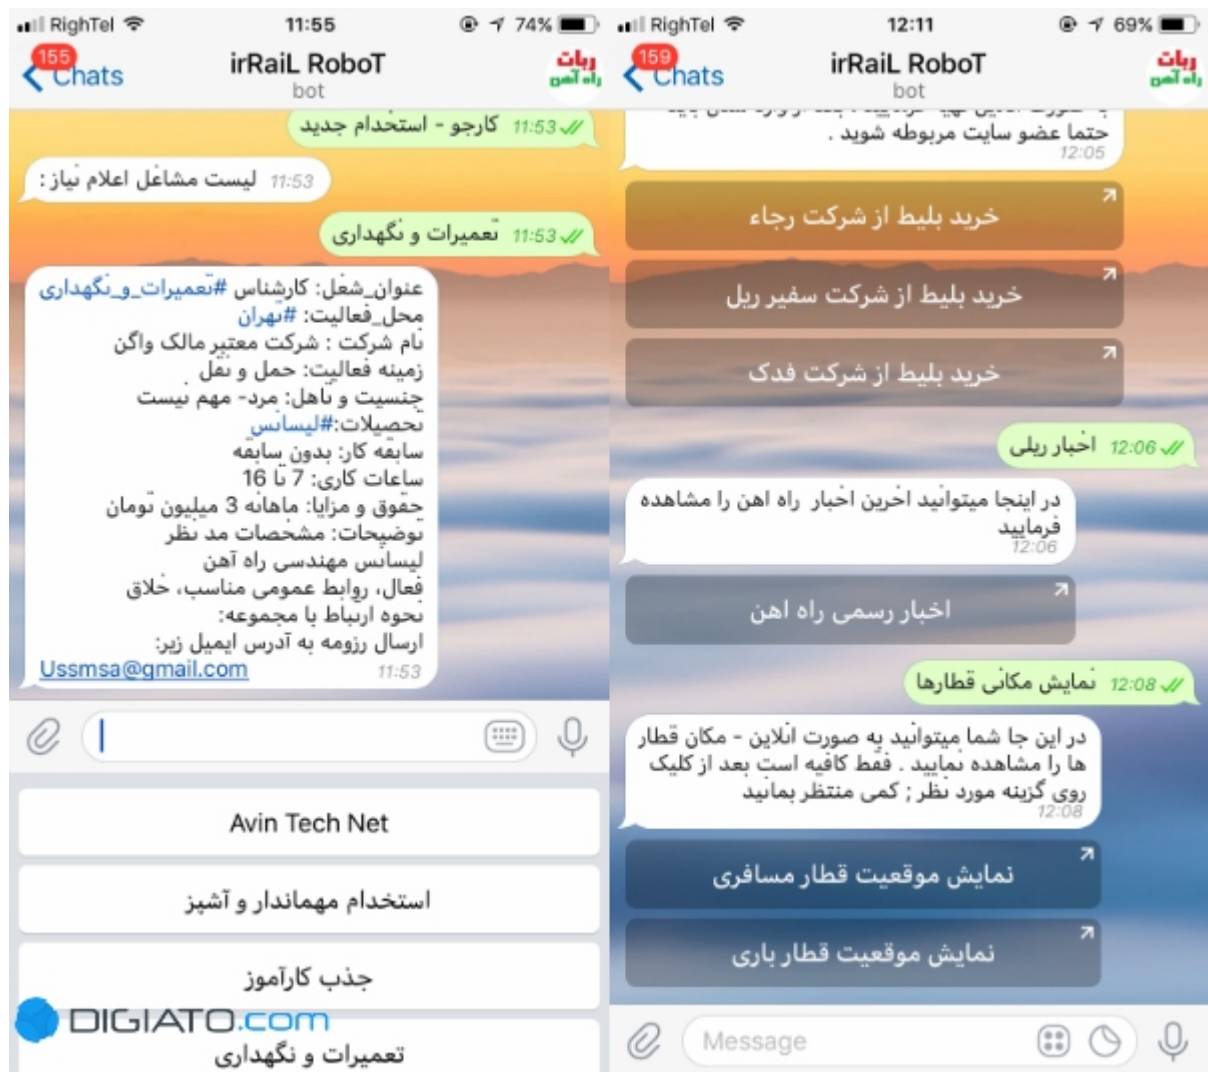 RighTel
11:55
74%
155
Chats
irRaiL RoboT
bot
ربات
راه آهن
کارجو - استخدام جدید
11:53
لیست مشاغل اعلام نیاز :
11:53
تعمیرات و نگهداری
11:53
عنوان_شغل: کارشناس #تعمیرات_و_نگهداری
محل_فعالیت: #تهران
نام شرکت : شرکت معتبر مالک واگن
زمینه فعالیت: حمل و نقل
جنسیت و تاهل: مرد- مهم نیست
تحصیلات:#لیسانس
سابقه کار: بدون سابقه
ساعات کاری: 7 تا 16
حقوق و مزایا: ماهانه 3 میلیون تومان
توضیحات: مشخصات مد نظر
لیسانس مهندسی راه آهن
فعال، روابط عمومی مناسب، خلاق
نحوه ارتباط با مجموعه:
ارسال رزومه به آدرس ایمیل زیر:
Ussmsa@gmail.com
11:53
Avin Tech Net
استخدام مهماندار و آشپز
جذب کارآموز
DIGIATO.com
تعمیرات و نگهداری
RighTel
12:11
69%
159
Chats
irRaiL RoboT
bot
ربات
راه آهن
حتما عضو سایت مربوطه شوید .
12:05
خرید بلیط از شرکت رجاء
خرید بلیط از شرکت سفیر ریل
خرید بلیط از شرکت فدک
اخبار ریلی
12:06
در اینجا میتوانید اخرین اخبار راه اهن را مشاهده
فرمایید
12:06
اخبار رسمی راه اهن
نمایش مکانی قطارها
12:08
در این جا شما میتوانید به صورت انلاین - مکان قطار
ها را مشاهده نمایید . فقط کافیه است بعد از کلیک
روی گزینه مورد نظر ; کمی منتظر بمانید
12:08
نمایش موقعیت قطار مسافری
نمایش موقعیت قطار باری
Message